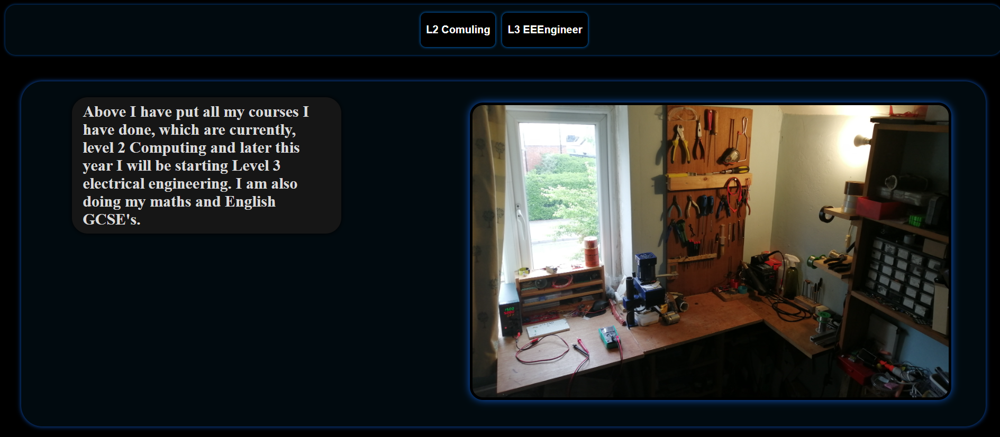 L2 Comuling
L3 EEEngineer
Above I have put all my courses I
have done, which are currently,
level 2 Computing and later this
year I will be starting Level 3
electrical engineering. I am also
doing my maths and English
GCSE's.